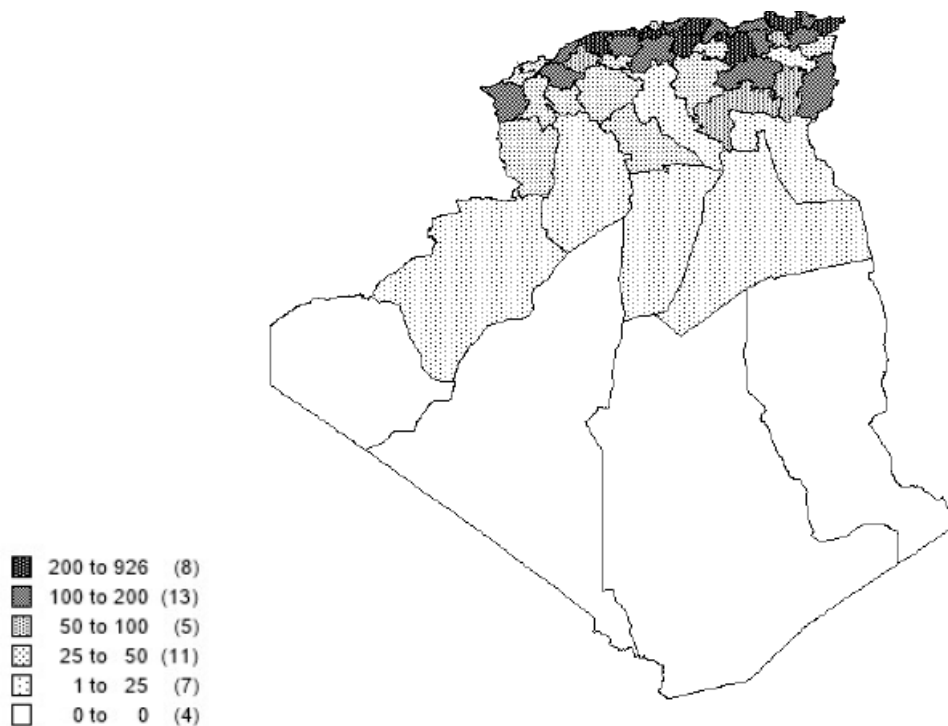 200 to 926 (8)
100 to 200 (13)
50 to 100 (5)
25 to 50 (11)
1 to 25 (7)
0 to 0 (4)